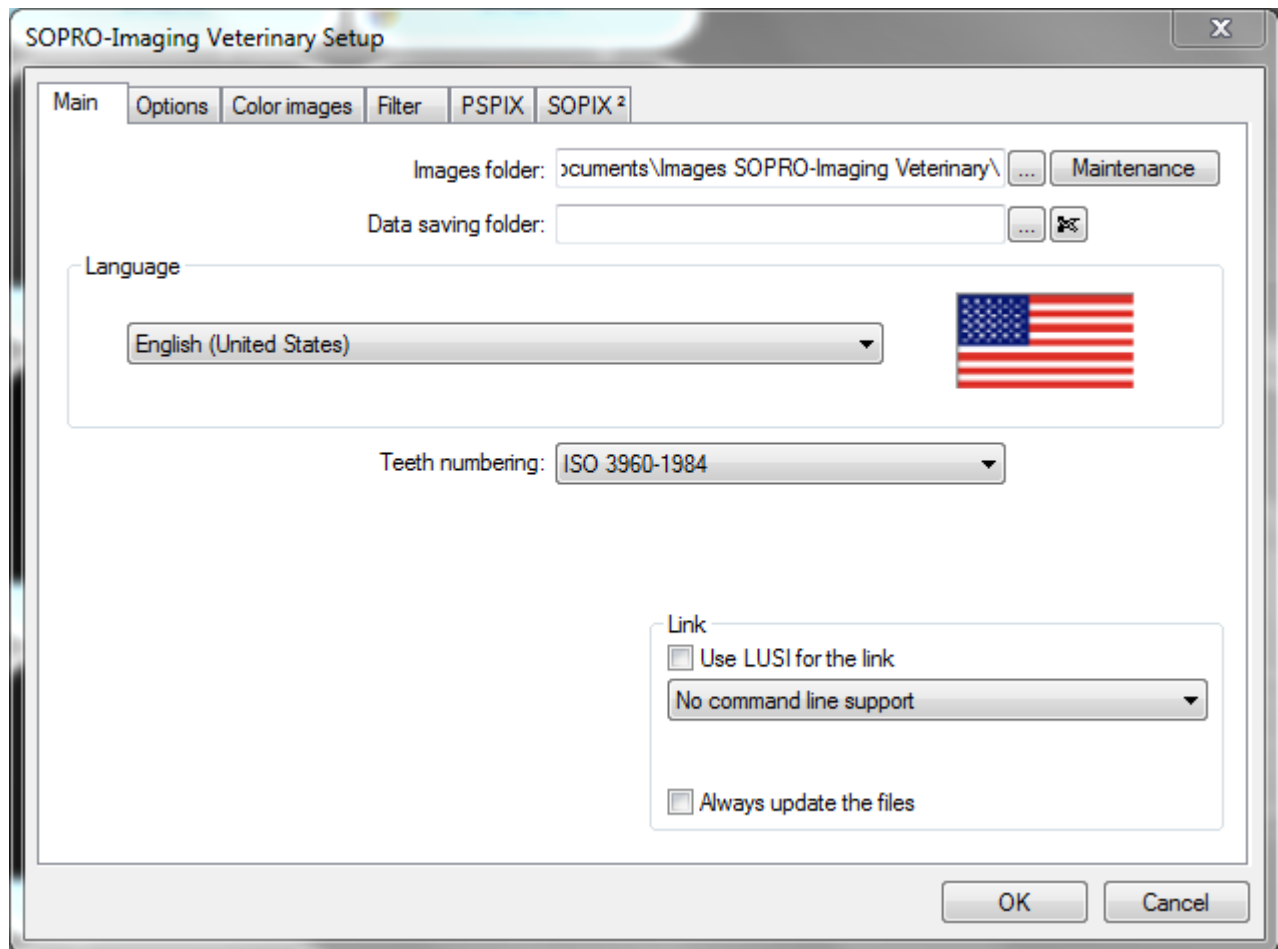 SOPRO-Imaging Veterinary Setup
Main Options Color images Filter PSPIX SOPIX ²
Images folder: ocuments\Images SOPRO-Imaging Veterinary\ ... Maintenance
Data saving folder: ...
Language
English (United States)
Teeth numbering: ISO 3960-1984
Link
Use LUSI for the link
No command line support
Always update the files
OK Cancel